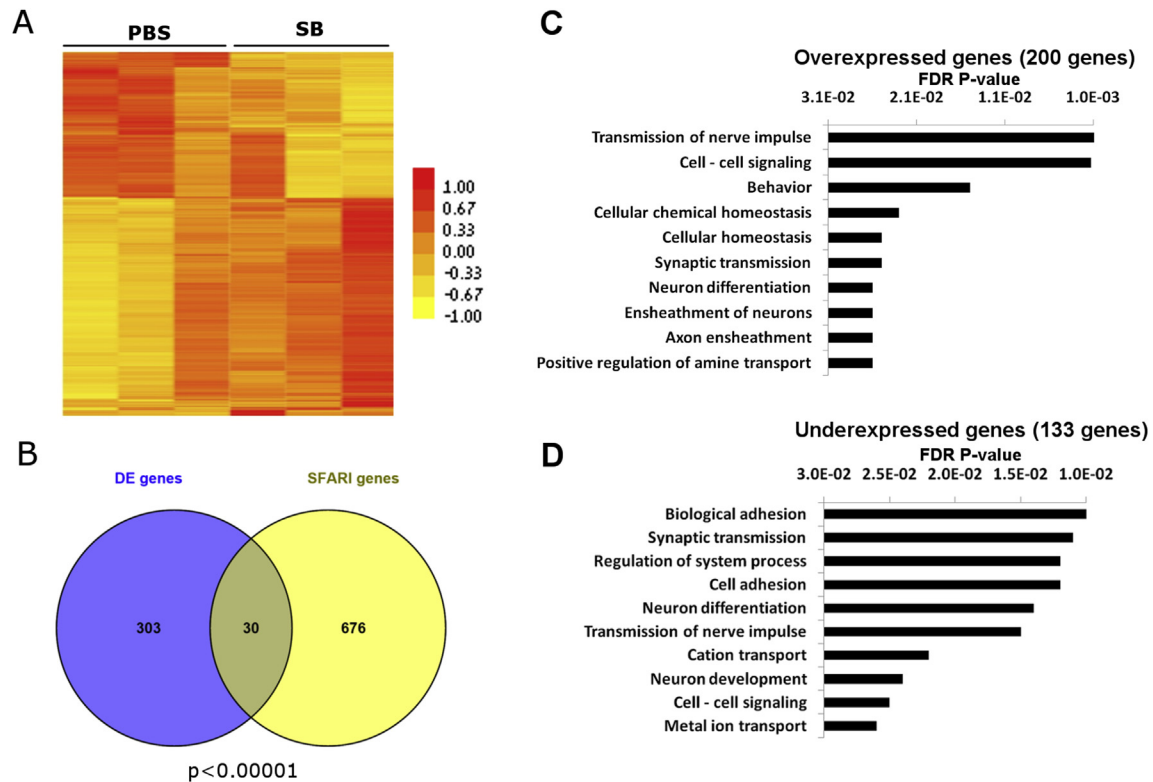 A
PBS
SB
1.00
0.67
0.33
0.00
-0.33
-0.67
-1.00
B
DE genes
SFARI genes
303
30
676
p<0.00001
C
Overexpressed genes (200 genes)
FDR P-value
3.1E-02 2.1E-02 1.1E-02 1.0E-03
Transmission of nerve impulse
Cell - cell signaling
Behavior
Cellular chemical homeostasis
Cellular homeostasis
Synaptic transmission
Neuron differentiation
Ensheathment of neurons
Axon ensheathment
Positive regulation of amine transport
D
Underexpressed genes (133 genes)
FDR P-value
3.0E-02 2.5E-02 2.0E-02 1.5E-02 1.0E-02
Biological adhesion
Synaptic transmission
Regulation of system process
Cell adhesion
Neuron differentiation
Transmission of nerve impulse
Cation transport
Neuron development
Cell - cell signaling
Metal ion transport